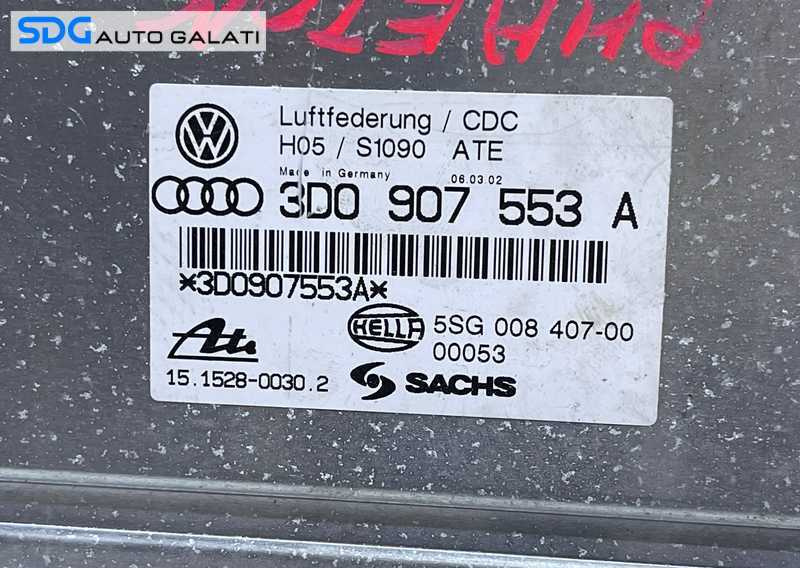 SDG AUTO GALATI
PHAETON
Luftfederung / CDC
H05 / S1090 ATE
Made in Germany 06.03.02
3D0 907 553 A
*3D0907553A*
HELLA 5SG 008 407-00
00053
Ate
15.1528-0030.2 SACHS